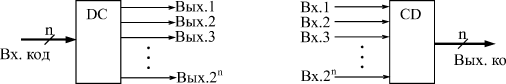 DC
n
Вх. код
Вых.1
Вых.2
Вых.3
Вых.2ⁿ
Вх.1
Вх.2
Вх.3
Вх.2ⁿ
CD
n
Вых. ко